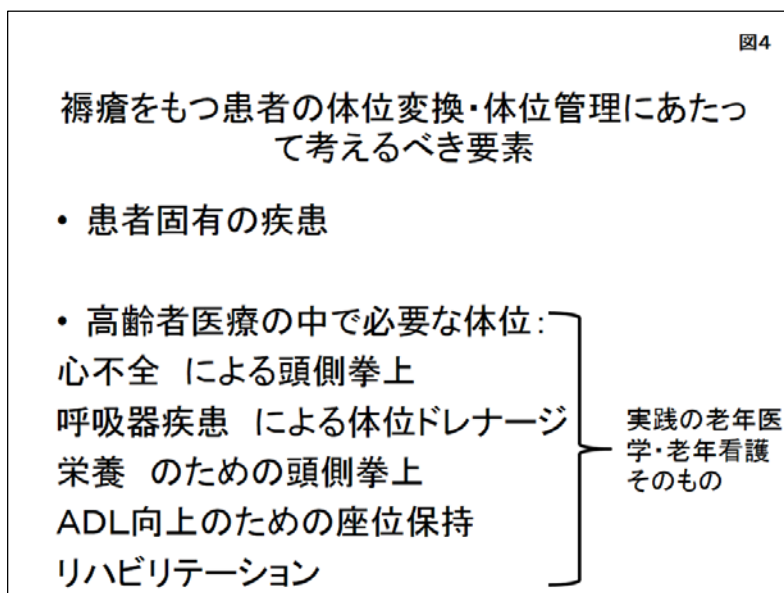 図4
褥瘡をもつ患者の体位変換・体位管理にあたっ
て考えるべき要素
• 患者固有の疾患
• 高齢者医療の中で必要な体位:
心不全 による頭側拳上
呼吸器疾患 による体位ドレナージ
栄養 のための頭側拳上
ADL向上のための座位保持
リハビリテーション
実践の老年医
学・老年看護
そのもの